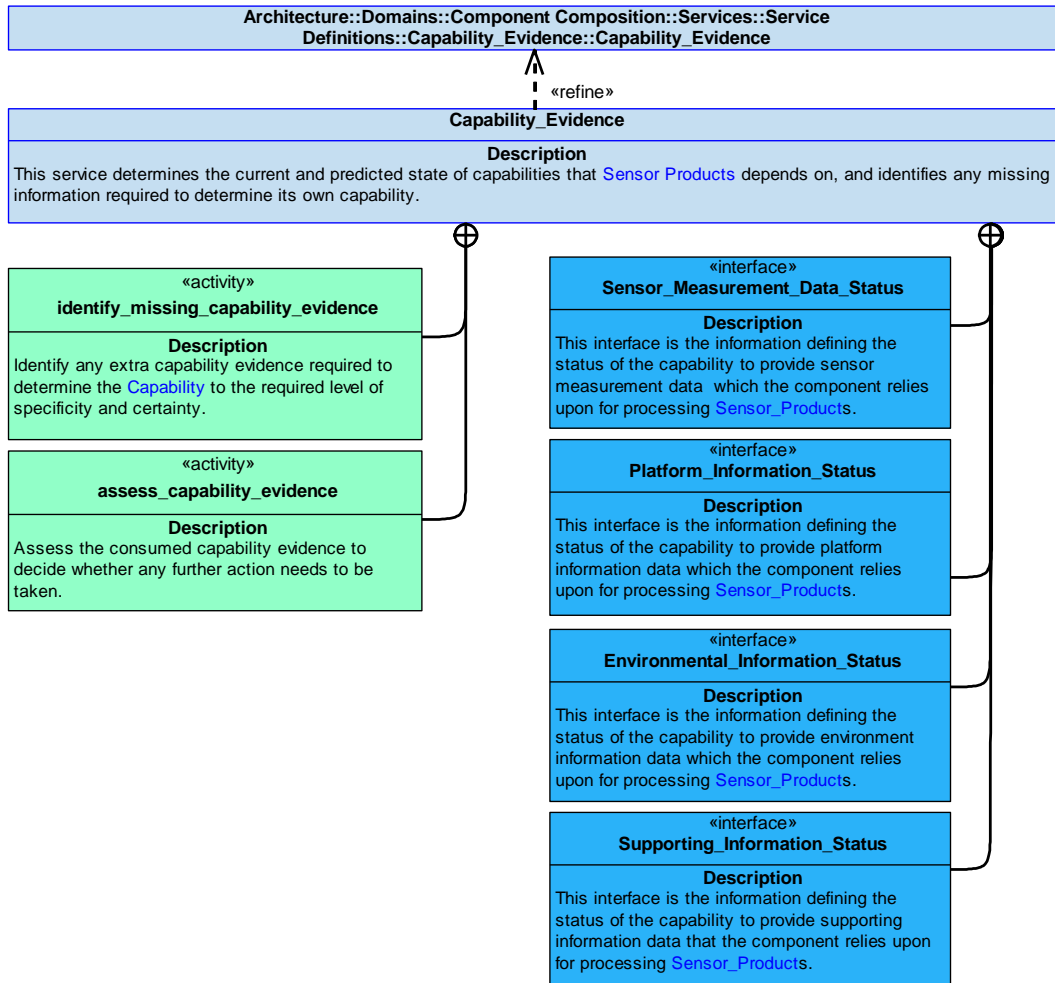 Architecture::Domains::Component Composition::Services::Service
Definitions::Capability_Evidence::Capability_Evidence
«refine»
Capability_Evidence
Description
This service determines the current and predicted state of capabilities that Sensor Products depends on, and identifies any missing
information required to determine its own capability.
«activity»
identify_missing_capability_evidence
Description
Identify any extra capability evidence required to
determine the Capability to the required level of
specificity and certainty.
«activity»
assess_capability_evidence
Description
Assess the consumed capability evidence to
decide whether any further action needs to be
taken.
«interface»
Sensor_Measurement_Data_Status
Description
This interface is the information defining the
status of the capability to provide sensor
measurement data  which the component relies
upon for processing Sensor_Products.
«interface»
Platform_Information_Status
Description
This interface is the information defining the
status of the capability to provide platform
information data which the component relies
upon for processing Sensor_Products.
«interface»
Environmental_Information_Status
Description
This interface is the information defining the
status of the capability to provide environment
information data which the component relies
upon for processing Sensor_Products.
«interface»
Supporting_Information_Status
Description
This interface is the information defining the
status of the capability to provide supporting
information data that the component relies upon
for processing Sensor_Products.